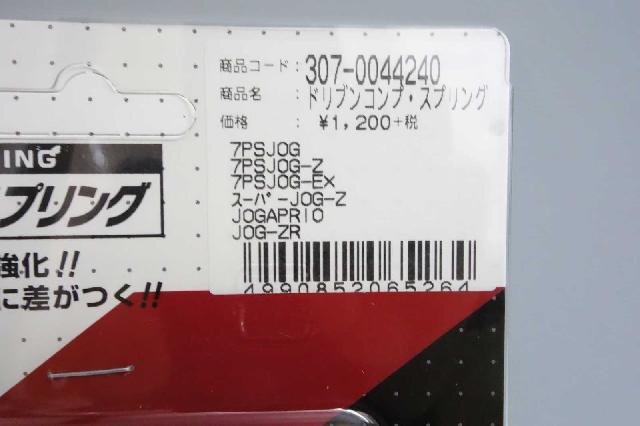 商品コード: 307-0044240
商品名: ドリブンコンプ・スプリング
価格: ¥1,200+税
7PSJOG
7PSJOG-Z
7PSJOG-EX
スーパーJOG-Z
JOGAPRIO
JOG-ZR
4990852065264
ING
プリング
強化!!
に差がつく!!